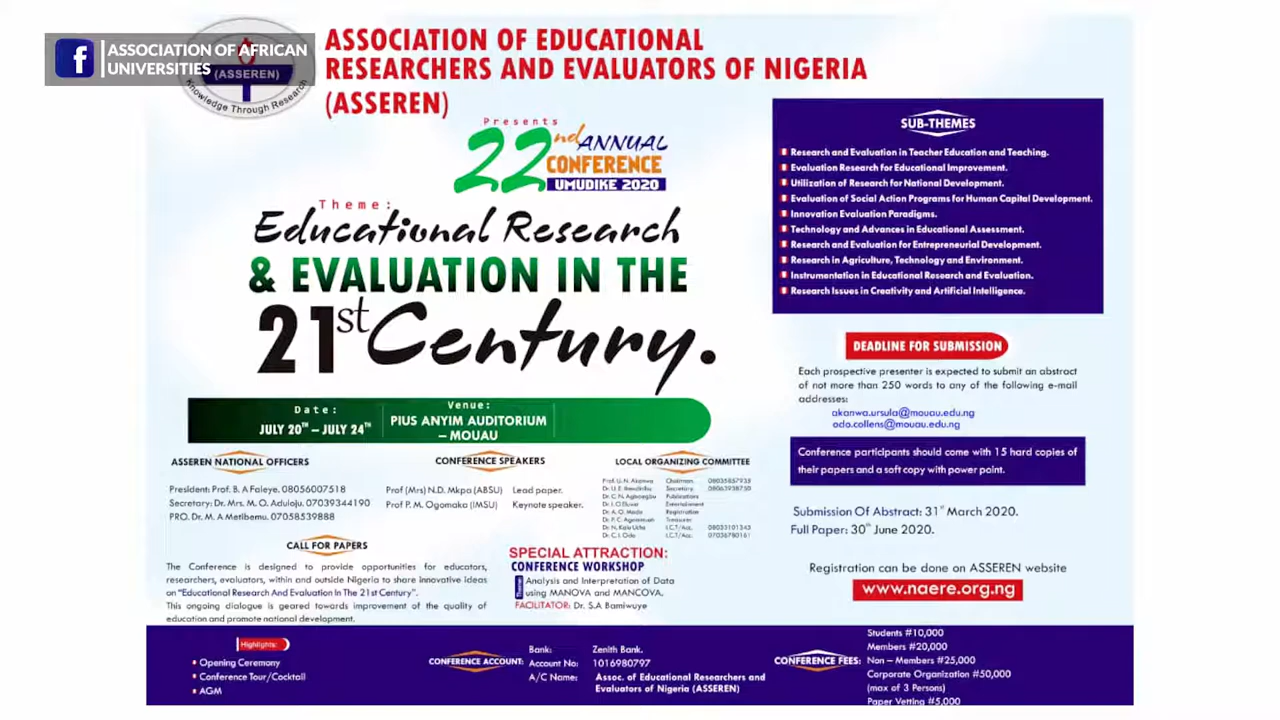 ASSOCIATION OF AFRICAN
UNIVERSITIES
(ASSEREN)
Knowledge Through Research
ASSOCIATION OF EDUCATIONAL
RESEARCHERS AND EVALUATORS OF NIGERIA
(ASSEREN)
Presents
22nd ANNUAL
CONFERENCE
UMUDIKE 2020
Theme:
Educational Research
& EVALUATION IN THE
21st Century.
Date:
JULY 20TH – JULY 24TH
Venue:
PIUS ANYIM AUDITORIUM
– MOUAU
ASSEREN NATIONAL OFFICERS
President: Prof. B. A Faleye. 08056007518
Secretary: Dr. Mrs. M. O. Aduloju. 07039344190
PRO. Dr. M. A Metibemu. 07058539888
CONFERENCE SPEAKERS
Prof (Mrs) N.D. Mkpa (ABSU) Lead paper.
Prof P. M. Ogomaka (IMSU) Keynote speaker.
LOCAL ORGANIZING COMMITTEE
Chairman
Secretary
Publications
Entertainment
Registration
Treasurer
I.C.T/Acc.
I.C.T/Acc.
CALL FOR PAPERS
The Conference is designed to provide opportunities for educators,
researchers, evaluators, within and outside Nigeria to share innovative ideas
on "Educational Research And Evaluation In The 21st Century".
This ongoing dialogue is geared towards improvement of the quality of
education and promote national development.
SPECIAL ATTRACTION:
CONFERENCE WORKSHOP
Theme
Analysis and Interpretation of Data
using MANOVA and MANCOVA.
FACILITATOR: Dr. S.A Bamiwuye
SUB-THEMES
Research and Evaluation in Teacher Education and Teaching.
Evaluation Research for Educational Improvement.
Utilization of Research for National Development.
Evaluation of Social Action Programs for Human Capital Development.
Innovation Evaluation Paradigms.
Technology and Advances in Educational Assessment.
Research and Evaluation for Entrepreneurial Development.
Research in Agriculture, Technology and Environment.
Instrumentation in Educational Research and Evaluation.
Research Issues in Creativity and Artificial Intelligence.
DEADLINE FOR SUBMISSION
Each prospective presenter is expected to submit an abstract
of not more than 250 words to any of the following e-mail
addresses:
akanwa.ursula@mouau.edu.ng
odo.collens@mouau.edu.ng
Conference participants should come with 15 hard copies of
their papers and a soft copy with power point.
Submission Of Abstract: 31st March 2020.
Full Paper: 30th June 2020.
Registration can be done on ASSEREN website
www.naere.org.ng
Highlights:
Opening Ceremony
Conference Tour/Cocktail
AGM
CONFERENCE ACCOUNT:
Bank: Zenith Bank.
Account No: 1016980797
A/C Name: Assoc. of Educational Researchers and
Evaluators of Nigeria (ASSEREN)
CONFERENCE FEES:
Students #10,000
Members #20,000
Non – Members #25,000
Corporate Organization #50,000
(max of 3 Persons)
Paper Vetting #5,000